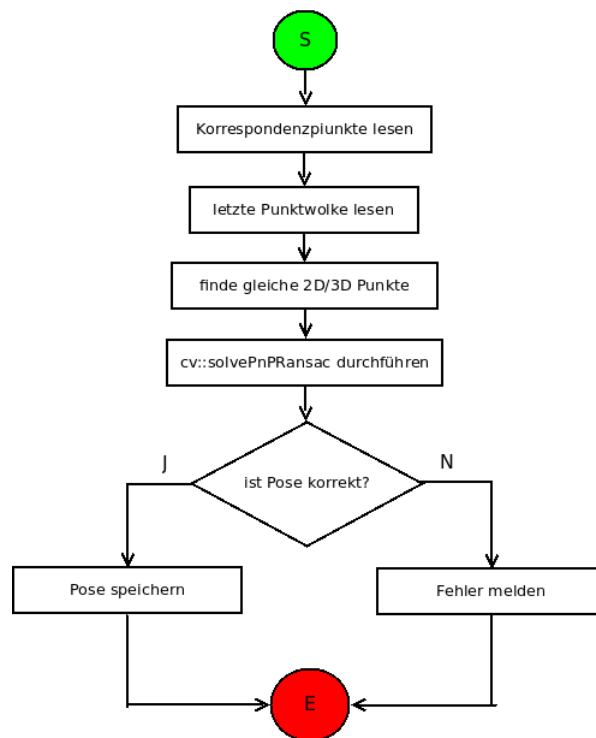 S
Korrespondenzpiunkte lesen
letzte Punktwolke lesen
finde gleiche 2D/3D Punkte
cv::solvePnPRansac durchführen
ist Pose korrekt?
J
N
Pose speichern
Fehler melden
E